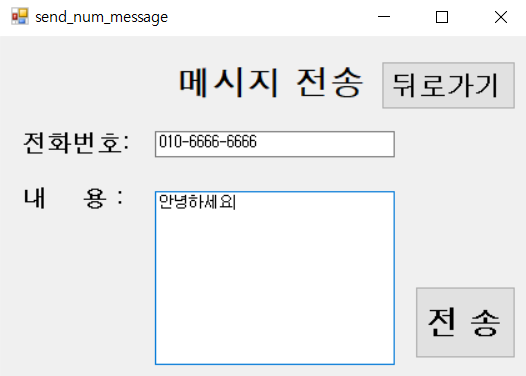 send_num_message
메시지 전송
뒤로가기
전화번호:
010-6666-6666
내 용 :
안녕하세요
전 송